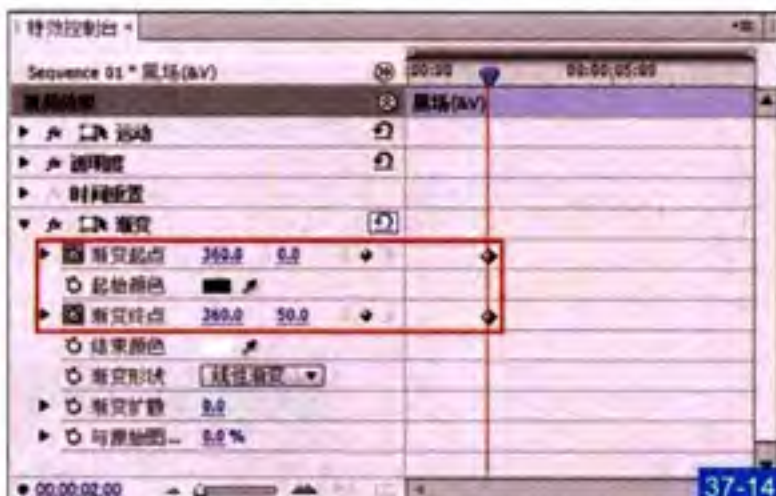 特效控制台
Sequence 01 * 黑场(&V)
00:00 00:00:05:00
视频效果
黑场(&V)
运动
透明度
时间重置
渐变
渐变起点 360.0 0.0
起始颜色
渐变终点 360.0 50.0
结束颜色
渐变形状 线性渐变
渐变扩散 0.0
与原始图... 0.0 %
00:00:02:00
37-14